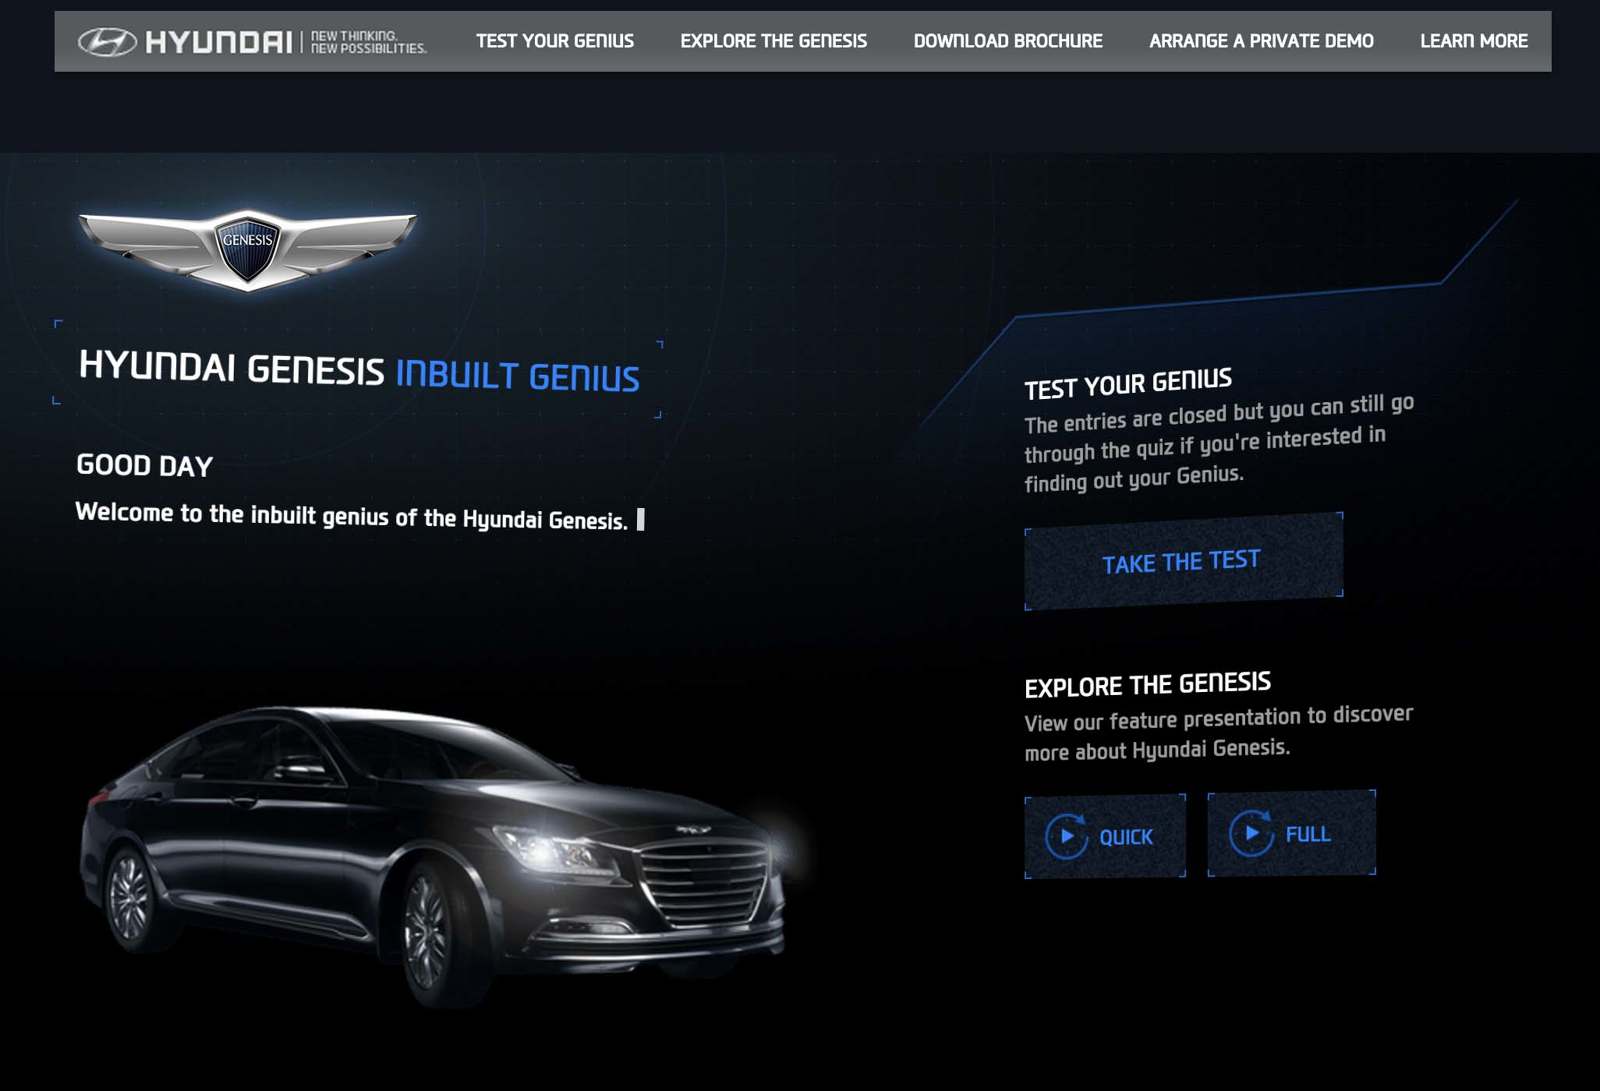 HYUNDAI
NEW THINKING.
NEW POSSIBILITIES.
TEST YOUR GENIUS
EXPLORE THE GENESIS
DOWNLOAD BROCHURE
ARRANGE A PRIVATE DEMO
LEARN MORE
GENESIS
HYUNDAI GENESIS INBUILT GENIUS
GOOD DAY
Welcome to the inbuilt genius of the Hyundai Genesis.
TEST YOUR GENIUS
The entries are closed but you can still go
through the quiz if you're interested in
finding out your Genius.
TAKE THE TEST
EXPLORE THE GENESIS
View our feature presentation to discover
more about Hyundai Genesis.
QUICK
FULL